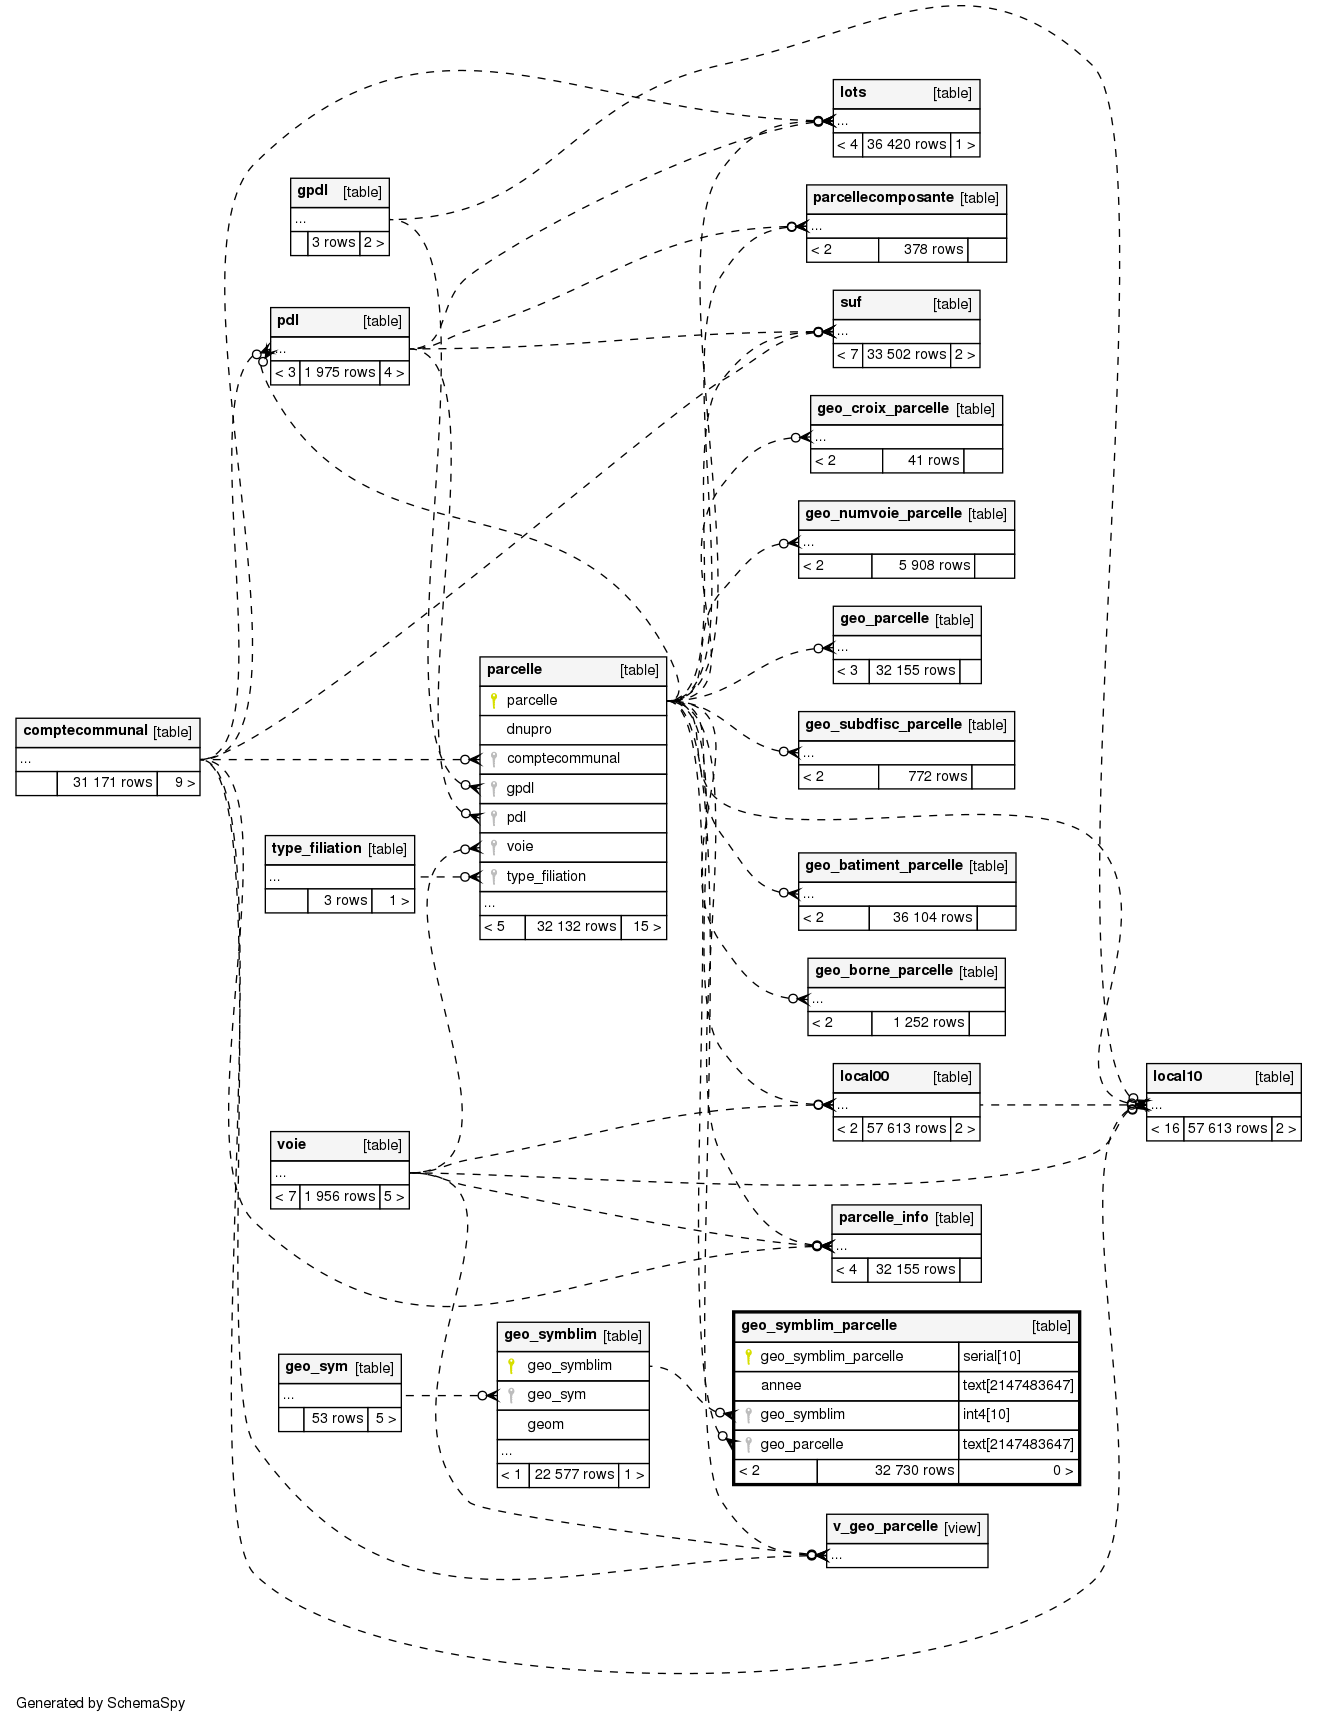 lots [table]
...
< 4 36 420 rows 1 >
gpdl [table]
...
3 rows 2 >
parcellecomposante [table]
...
< 2 378 rows
pdl [table]
...
< 3 1 975 rows 4 >
suf [table]
...
< 7 33 502 rows 2 >
geo_croix_parcelle [table]
...
< 2 41 rows
geo_numvoie_parcelle [table]
...
< 2 5 908 rows
geo_parcelle [table]
...
< 3 32 155 rows
parcelle [table]
parcelle
dnupro
comptecommunal
gpdl
pdl
voie
type_filiation
...
< 5 32 132 rows 15 >
comptecommunal [table]
...
31 171 rows 9 >
geo_subdfisc_parcelle [table]
...
< 2 772 rows
type_filiation [table]
...
3 rows 1 >
geo_batiment_parcelle [table]
...
< 2 36 104 rows
geo_borne_parcelle [table]
...
< 2 1 252 rows
local00 [table]
...
< 2 57 613 rows 2 >
local10 [table]
...
< 16 57 613 rows 2 >
voie [table]
...
< 7 1 956 rows 5 >
parcelle_info [table]
...
< 4 32 155 rows
geo_sym [table]
...
53 rows 5 >
geo_symblim [table]
geo_symblim
geo_sym
geom
...
< 1 22 577 rows 1 >
geo_symblim_parcelle [table]
geo_symblim_parcelle serial[10]
annee text[2147483647]
geo_symblim int4[10]
geo_parcelle text[2147483647]
< 2 32 730 rows 0 >
v_geo_parcelle [view]
...
Generated by SchemaSpy